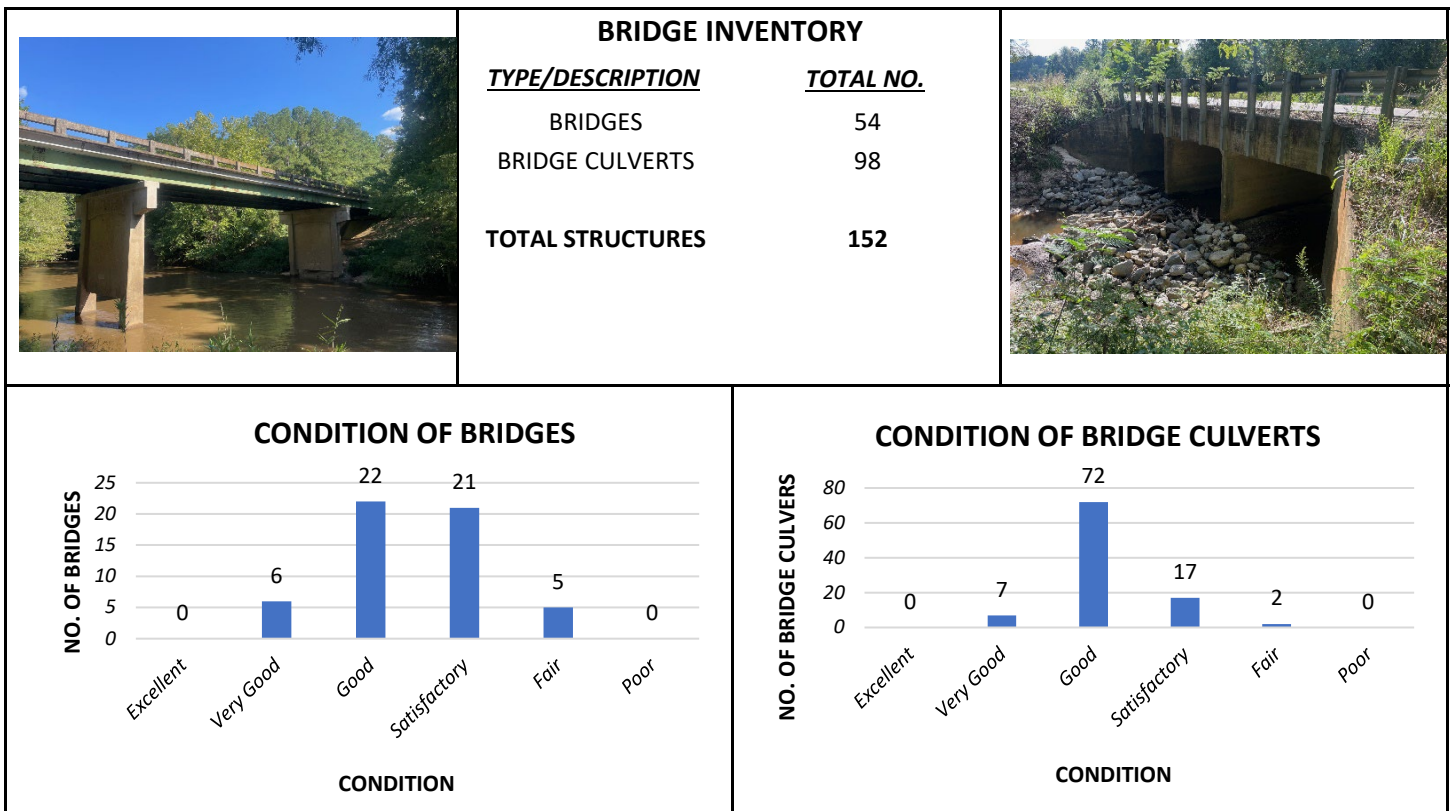 BRIDGE INVENTORY
TYPE/DESCRIPTION TOTAL NO.
BRIDGES 54
BRIDGE CULVERTS 98
TOTAL STRUCTURES 152
CONDITION OF BRIDGES
NO. OF BRIDGES
25
20
15
10
5
0
0
6
22
21
5
0
Excellent
Very Good
Good
Satisfactory
Fair
Poor
CONDITION
CONDITION OF BRIDGE CULVERTS
NO. OF BRIDGE CULVERS
80
60
40
20
0
0
7
72
17
2
0
Excellent
Very Good
Good
Satisfactory
Fair
Poor
CONDITION